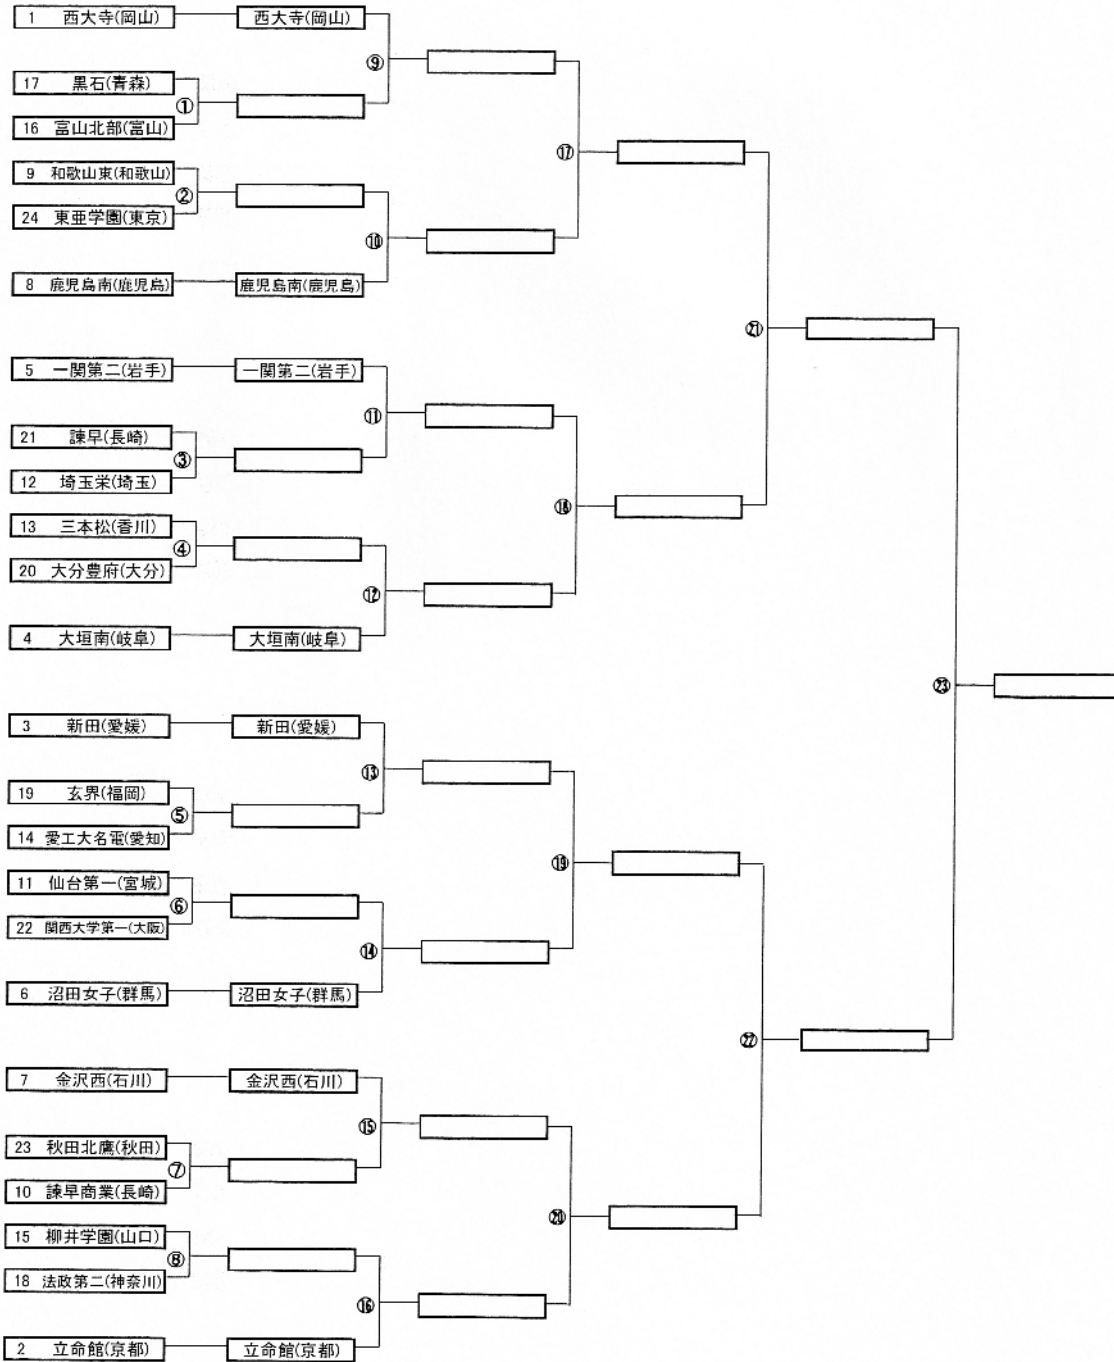 1 西大寺(岡山) 西大寺(岡山)
⑨
17 黒石(青森)
①
16 富山北部(富山)
⑰
9 和歌山東(和歌山)
②
24 東亜学園(東京)
⑩
8 鹿児島南(鹿児島) 鹿児島南(鹿児島)
㉑
5 一関第二(岩手) 一関第二(岩手)
⑪
21 諫早(長崎)
③
12 埼玉栄(埼玉)
⑱
13 三本松(香川)
④
20 大分豊府(大分)
⑫
4 大垣南(岐阜) 大垣南(岐阜)
㉓
3 新田(愛媛) 新田(愛媛)
⑬
19 玄界(福岡)
⑤
14 愛工大名電(愛知)
⑲
11 仙台第一(宮城)
⑥
22 関西大学第一(大阪)
⑭
6 沼田女子(群馬) 沼田女子(群馬)
㉒
7 金沢西(石川) 金沢西(石川)
⑮
23 秋田北鷹(秋田)
⑦
10 諫早商業(長崎)
⑳
15 柳井学園(山口)
⑧
18 法政第二(神奈川)
⑯
2 立命館(京都) 立命館(京都)